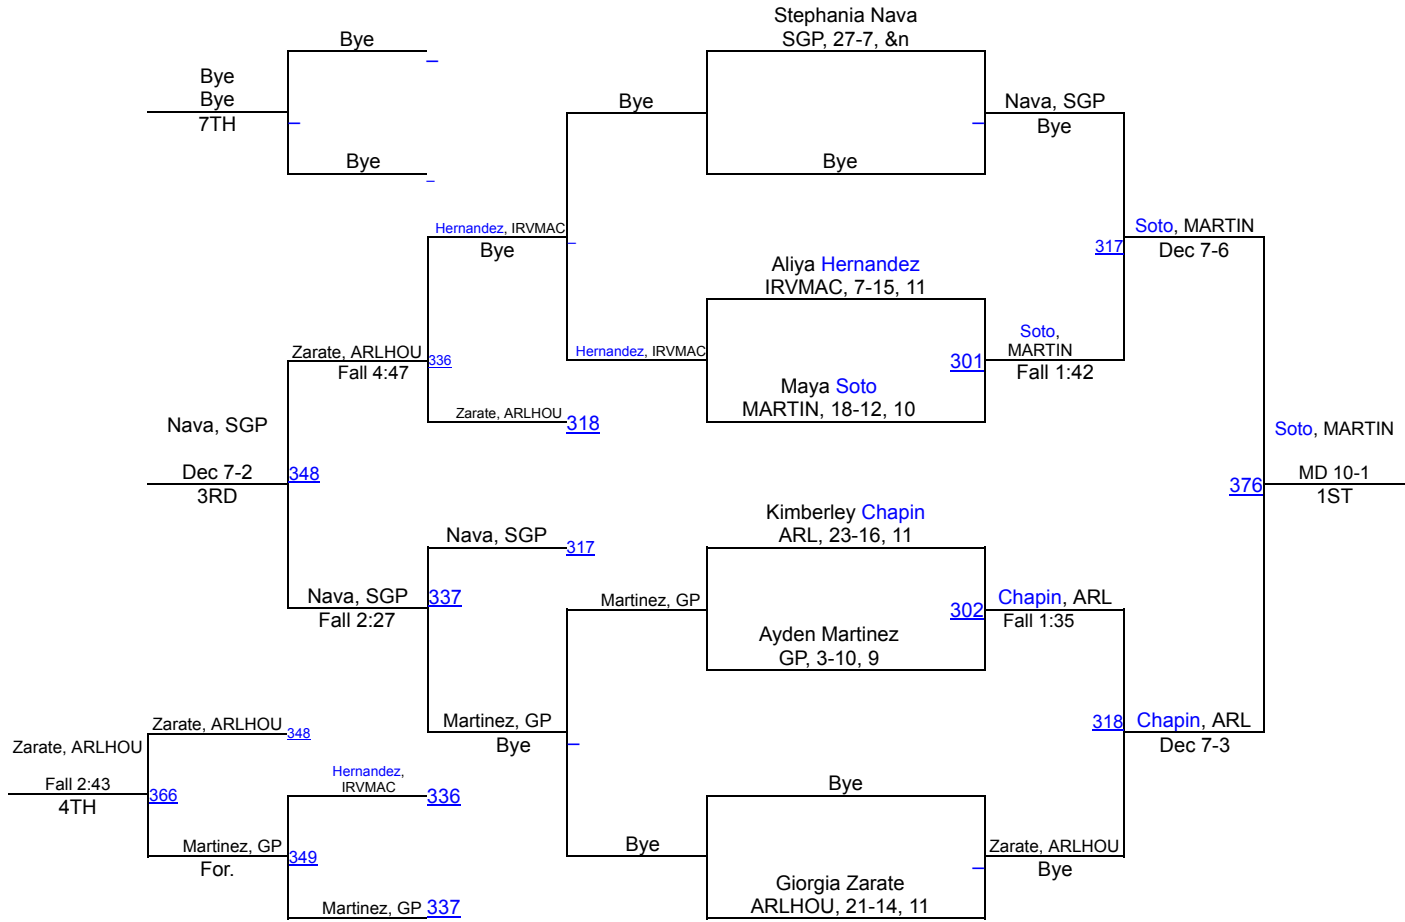 Stephania Nava
SGP, 27-7, &n
Bye
Bye
Bye
7TH
Bye
Bye
Bye
Nava, SGP
Bye
Hernandez, IRVMAC
Bye
Aliya Hernandez
IRVMAC, 7-15, 11
317
Soto, MARTIN
Dec 7-6
Zarate, ARLHOU
Fall 4:47
336
Hernandez, IRVMAC
Maya Soto
MARTIN, 18-12, 10
301
Soto,
MARTIN
Fall 1:42
Zarate, ARLHOU
318
Nava, SGP
Dec 7-2
3RD
348
Soto, MARTIN
MD 10-1
1ST
376
Kimberley Chapin
ARL, 23-16, 11
Nava, SGP
317
Nava, SGP
Fall 2:27
337
Martinez, GP
Ayden Martinez
GP, 3-10, 9
302
Chapin, ARL
Fall 1:35
Martinez, GP
Bye
318
Chapin, ARL
Dec 7-3
Zarate, ARLHOU
348
Zarate, ARLHOU
Fall 2:43
4TH
366
Hernandez,
IRVMAC
336
Bye
Martinez, GP
For.
349
Bye
Zarate, ARLHOU
Bye
Giorgia Zarate
ARLHOU, 21-14, 11
Martinez, GP
337